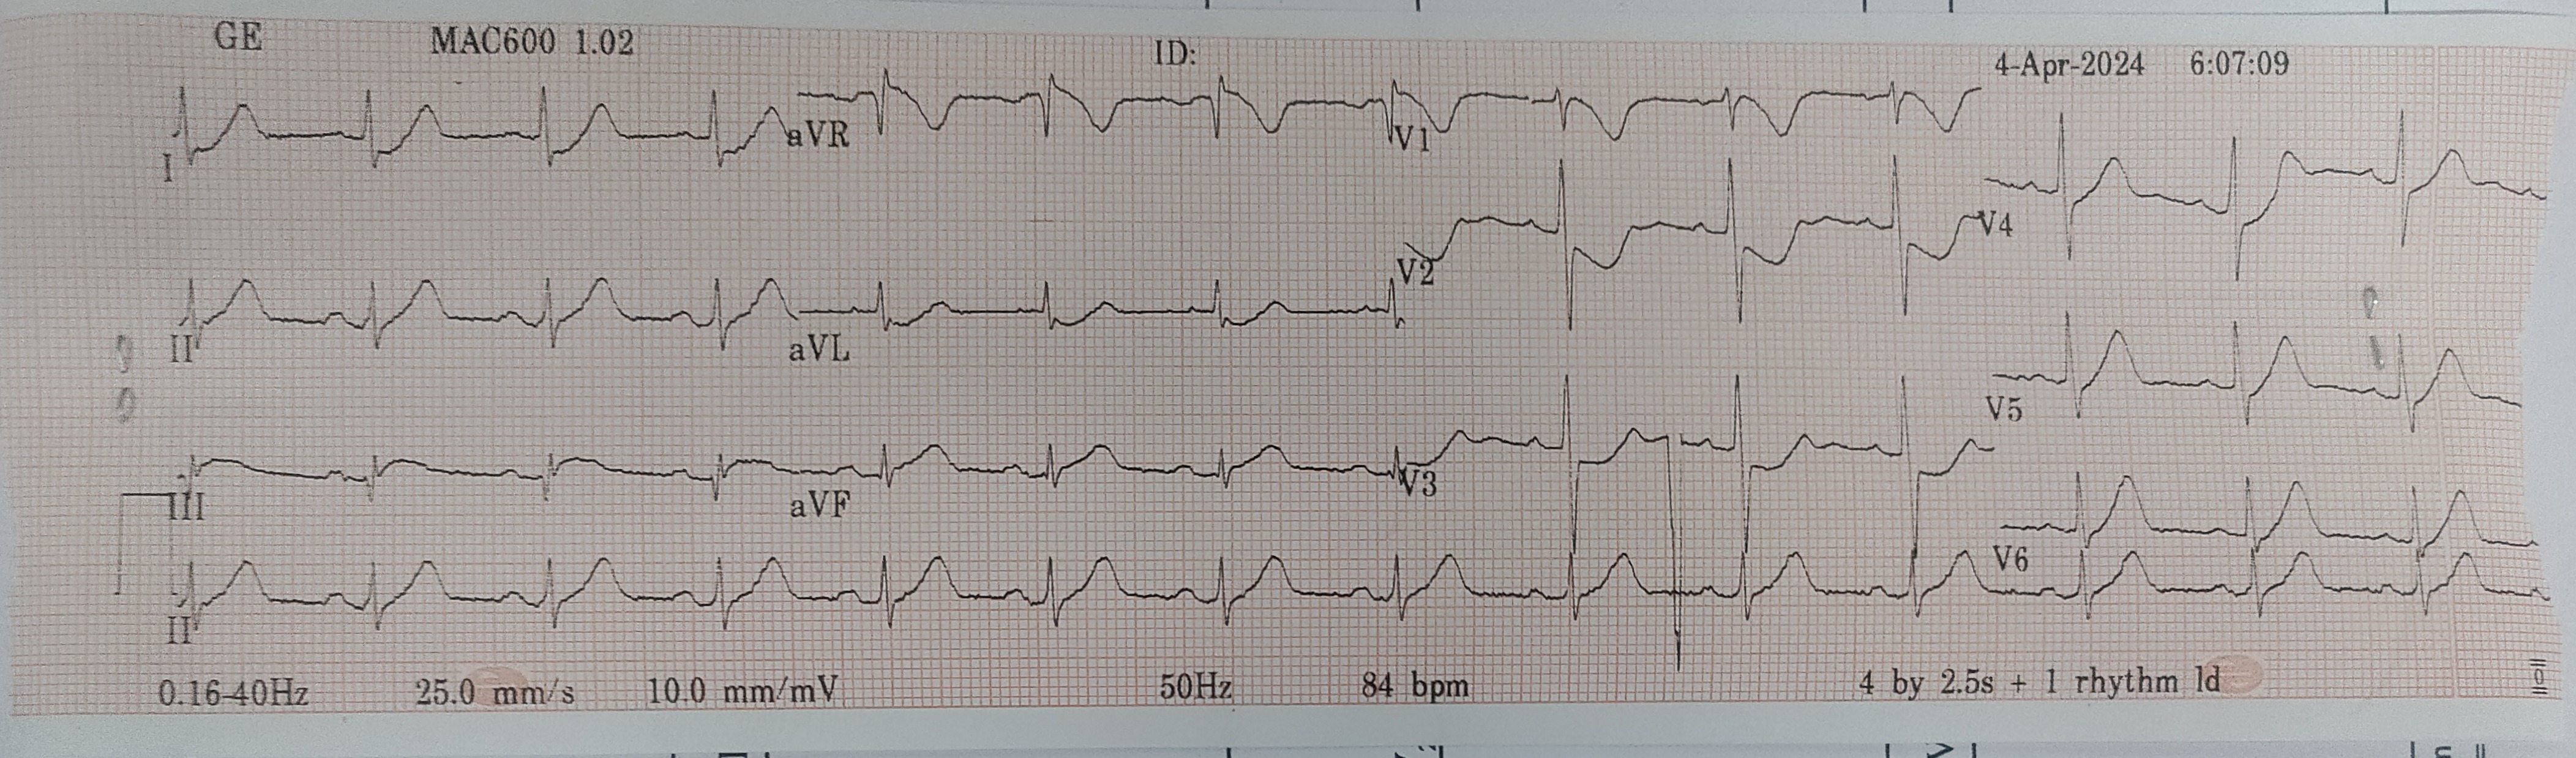 GE MAC600 1.02 ID: 4-Apr-2024 6:07:09
I aVR V1 V4
II aVL V2 V5
III aVF V3 V6
II
0.16-40Hz 25.0 mm/s 10.0 mm/mV 50Hz 84 bpm 4 by 2.5s + 1 rhythm ld